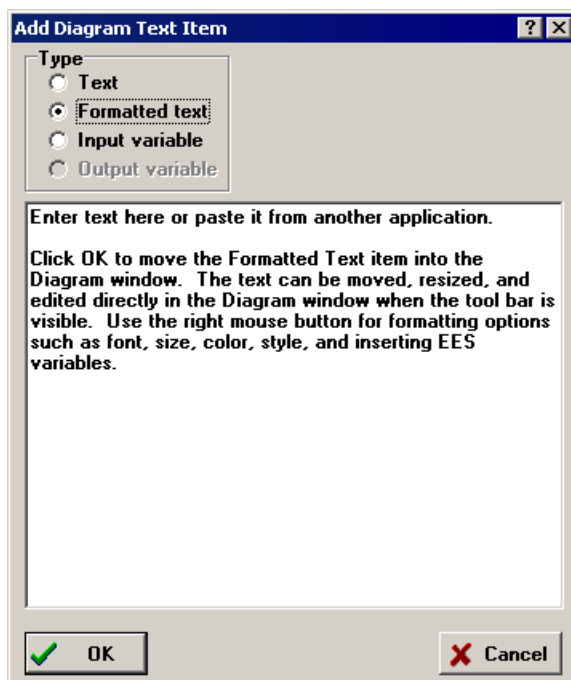 Add Diagram Text Item
Type
Text
Formatted text
Input variable
Output variable
Enter text here or paste it from another application.
Click OK to move the Formatted Text item into the
Diagram window.  The text can be moved, resized, and
edited directly in the Diagram window when the tool bar is
visible.  Use the right mouse button for formatting options
such as font, size, color, style, and inserting EES
variables.
OK
Cancel